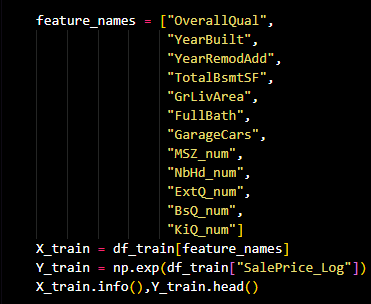 feature_names = ["OverallQual",
"YearBuilt",
"YearRemodAdd",
"TotalBsmtSF",
"GrLivArea",
"FullBath",
"GarageCars",
"MSZ_num",
"NbHd_num",
"ExtQ_num",
"BsQ_num",
"KiQ_num"]
X_train = df_train[feature_names]
Y_train = np.exp(df_train["SalePrice_Log"])
X_train.info(),Y_train.head()